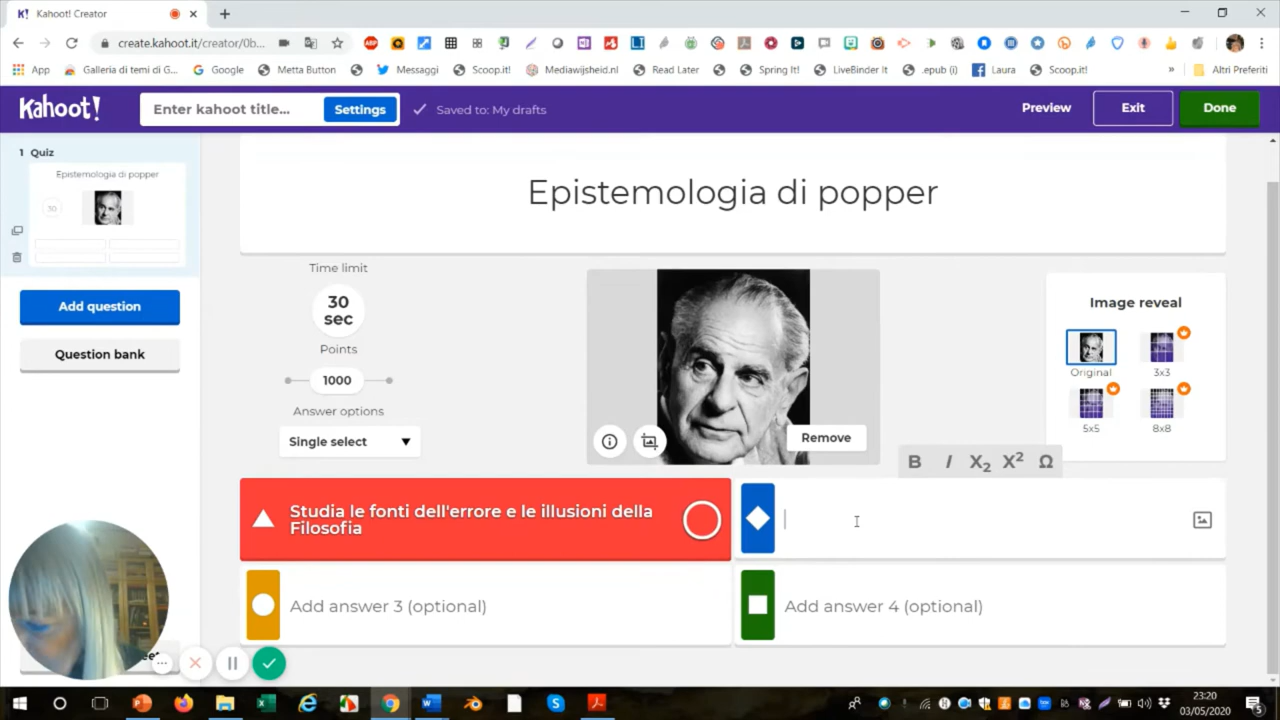 K! Kahoot! Creator
create.kahoot.it/creator/0b...
ABP
App
Galleria di temi di G...
Google
Metta Button
Messaggi
Scoop.it!
Mediawijsheid.nl
Read Later
Spring It!
LiveBinder It
.epub (i)
Laura
Scoop.it!
»
Altri Preferiti
Kahoot!
Enter kahoot title...
Settings
Saved to: My drafts
Preview
Exit
Done
1 Quiz
Epistemologia di popper
30
Add question
Question bank
Epistemologia di popper
Time limit
30
sec
Points
1000
Answer options
Single select
Remove
Image reveal
Original
3x3
5x5
8x8
B I X2 X2 Ω
Studia le fonti dell'errore e le illusioni della
Filosofia
Add answer 3 (optional)
Add answer 4 (optional)
23:20
03/05/2020
5